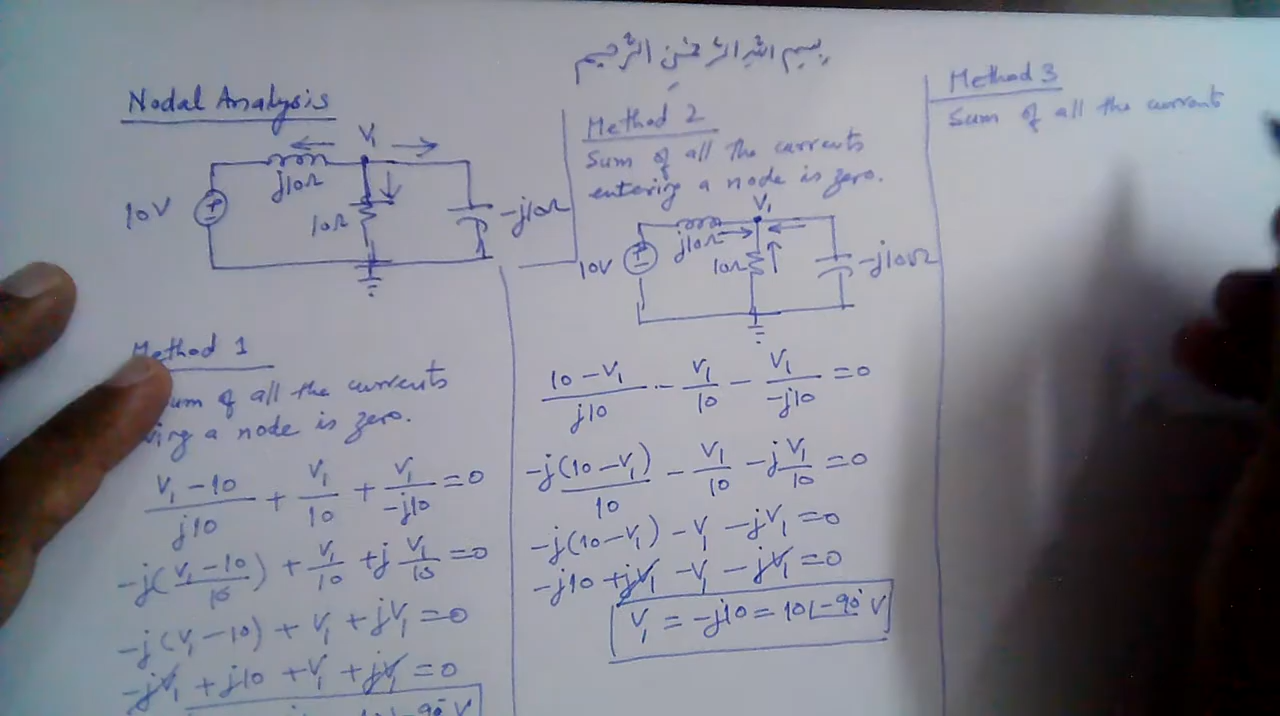 بسم الله الرحمن الرحيم
Nodal Analysis
V₁
j10Ω
10V
10Ω
-j10Ω
Method 1
um of all the currents
ving a node is zero.
(V₁ - 10)/j10 + V₁/10 + V₁/-j10 = 0
-j((V₁ - 10)/10) + V₁/10 + j V₁/10 = 0
-j(V₁ - 10) + V₁ + jV₁ = 0
-jV₁ + j10 + V₁ + jV₁ = 0
Method 2
Sum of all the currents
entering a node is zero.
V₁
j10Ω
10V
10Ω
-j10Ω
(10 - V₁)/j10 - V₁/10 - V₁/-j10 = 0
-j(10 - V₁)/10 - V₁/10 - j V₁/10 = 0
-j(10 - V₁) - V₁ - jV₁ = 0
-j10 + jV₁ - V₁ - jV₁ = 0
V₁ = -j10 = 10∠-90° V
Method 3
Sum of all the currents